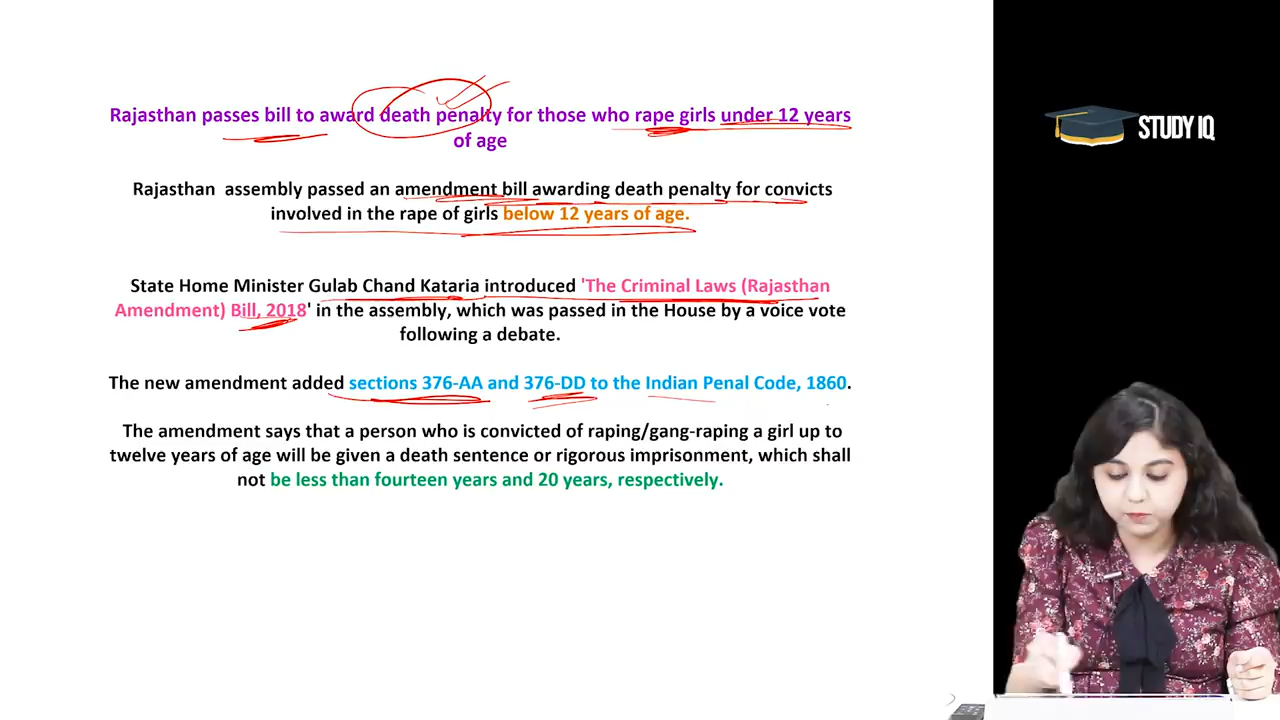 Rajasthan passes bill to award death penalty for those who rape girls under 12 years
of age
Rajasthan assembly passed an amendment bill awarding death penalty for convicts
involved in the rape of girls below 12 years of age.
State Home Minister Gulab Chand Kataria introduced 'The Criminal Laws (Rajasthan
Amendment) Bill, 2018' in the assembly, which was passed in the House by a voice vote
following a debate.
The new amendment added sections 376-AA and 376-DD to the Indian Penal Code, 1860.
The amendment says that a person who is convicted of raping/gang-raping a girl up to
twelve years of age will be given a death sentence or rigorous imprisonment, which shall
not be less than fourteen years and 20 years, respectively.
STUDY IQ